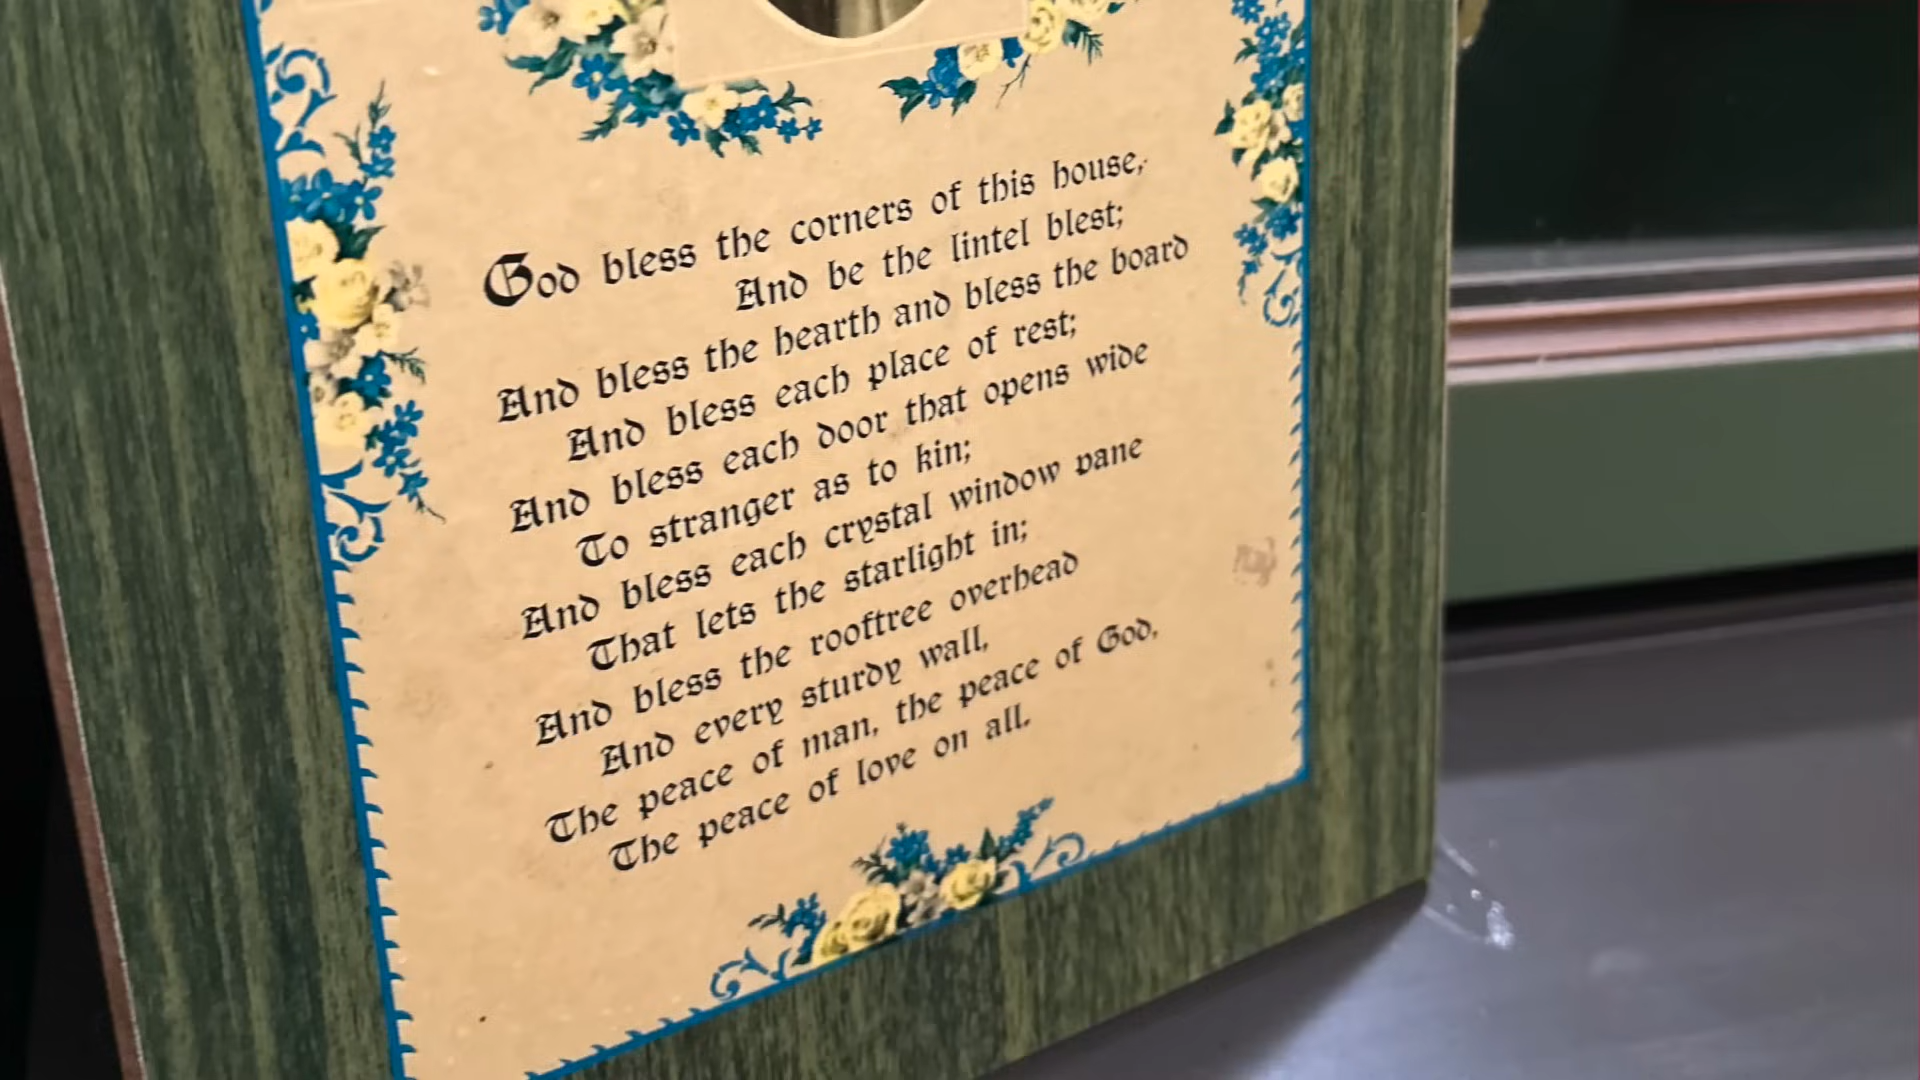 God bless the corners of this house,
And be the lintel blest;
And bless the hearth and bless the board
And bless each place of rest;
And bless each door that opens wide
To stranger as to kin;
And bless each crystal window pane
That lets the starlight in;
And bless the rooftree overhead
And every sturdy wall,
The peace of man, the peace of God,
The peace of love on all.